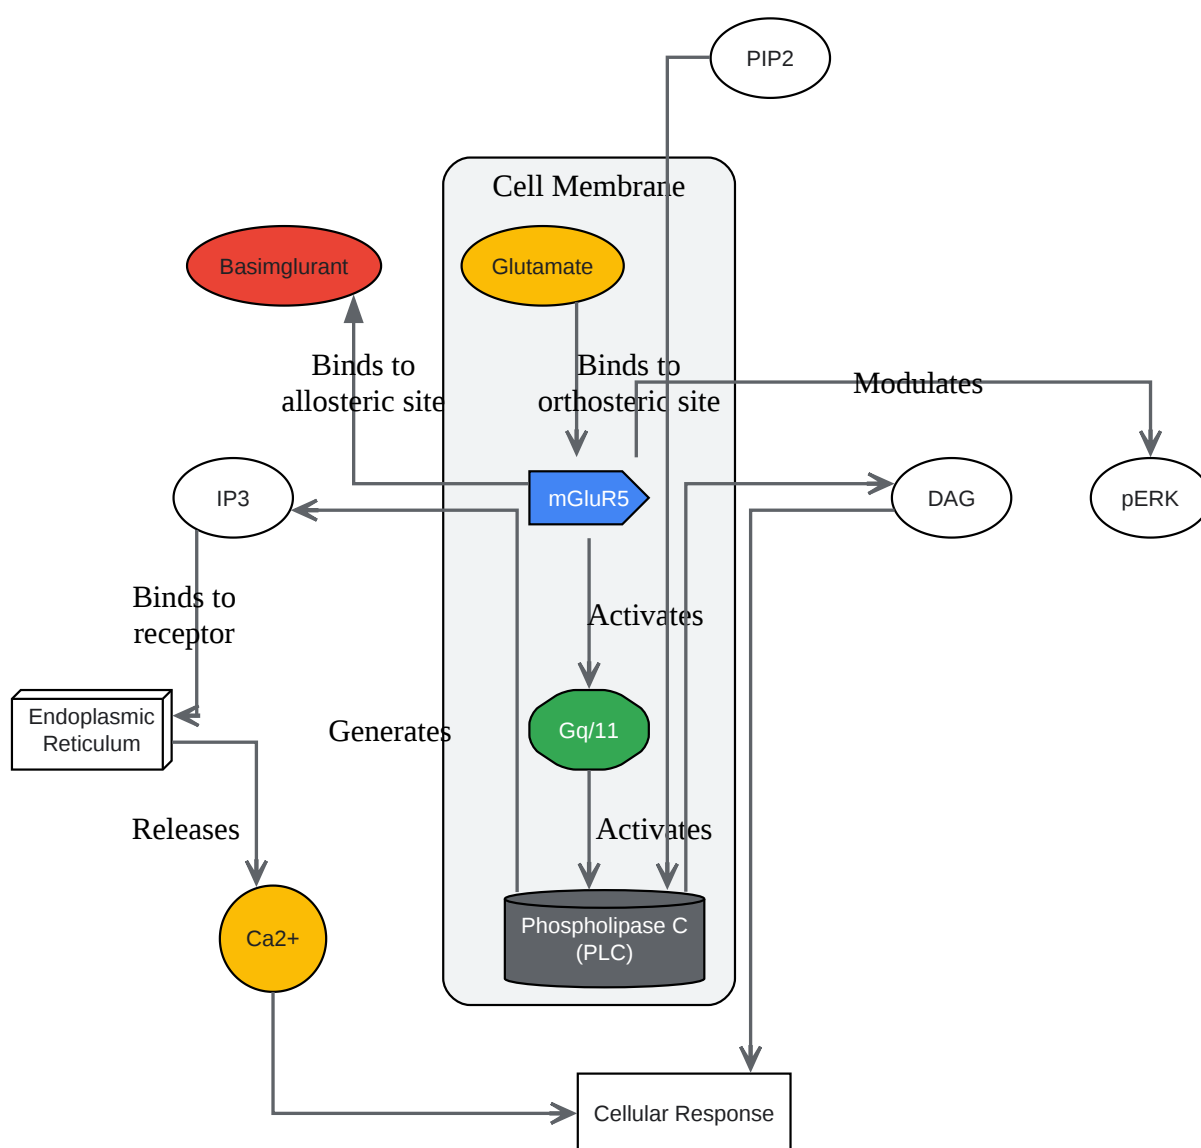 PIP2
Cell Membrane
Basimglurant
Glutamate
Binds to
allosteric site
Binds to
orthosteric site
Modulates
IP3
mGluR5
DAG
pERK
Binds to
receptor
Activates
Endoplasmic
Reticulum
Generates
Gq/11
Releases
Activates
Phospholipase C
(PLC)
Ca2+
Cellular Response